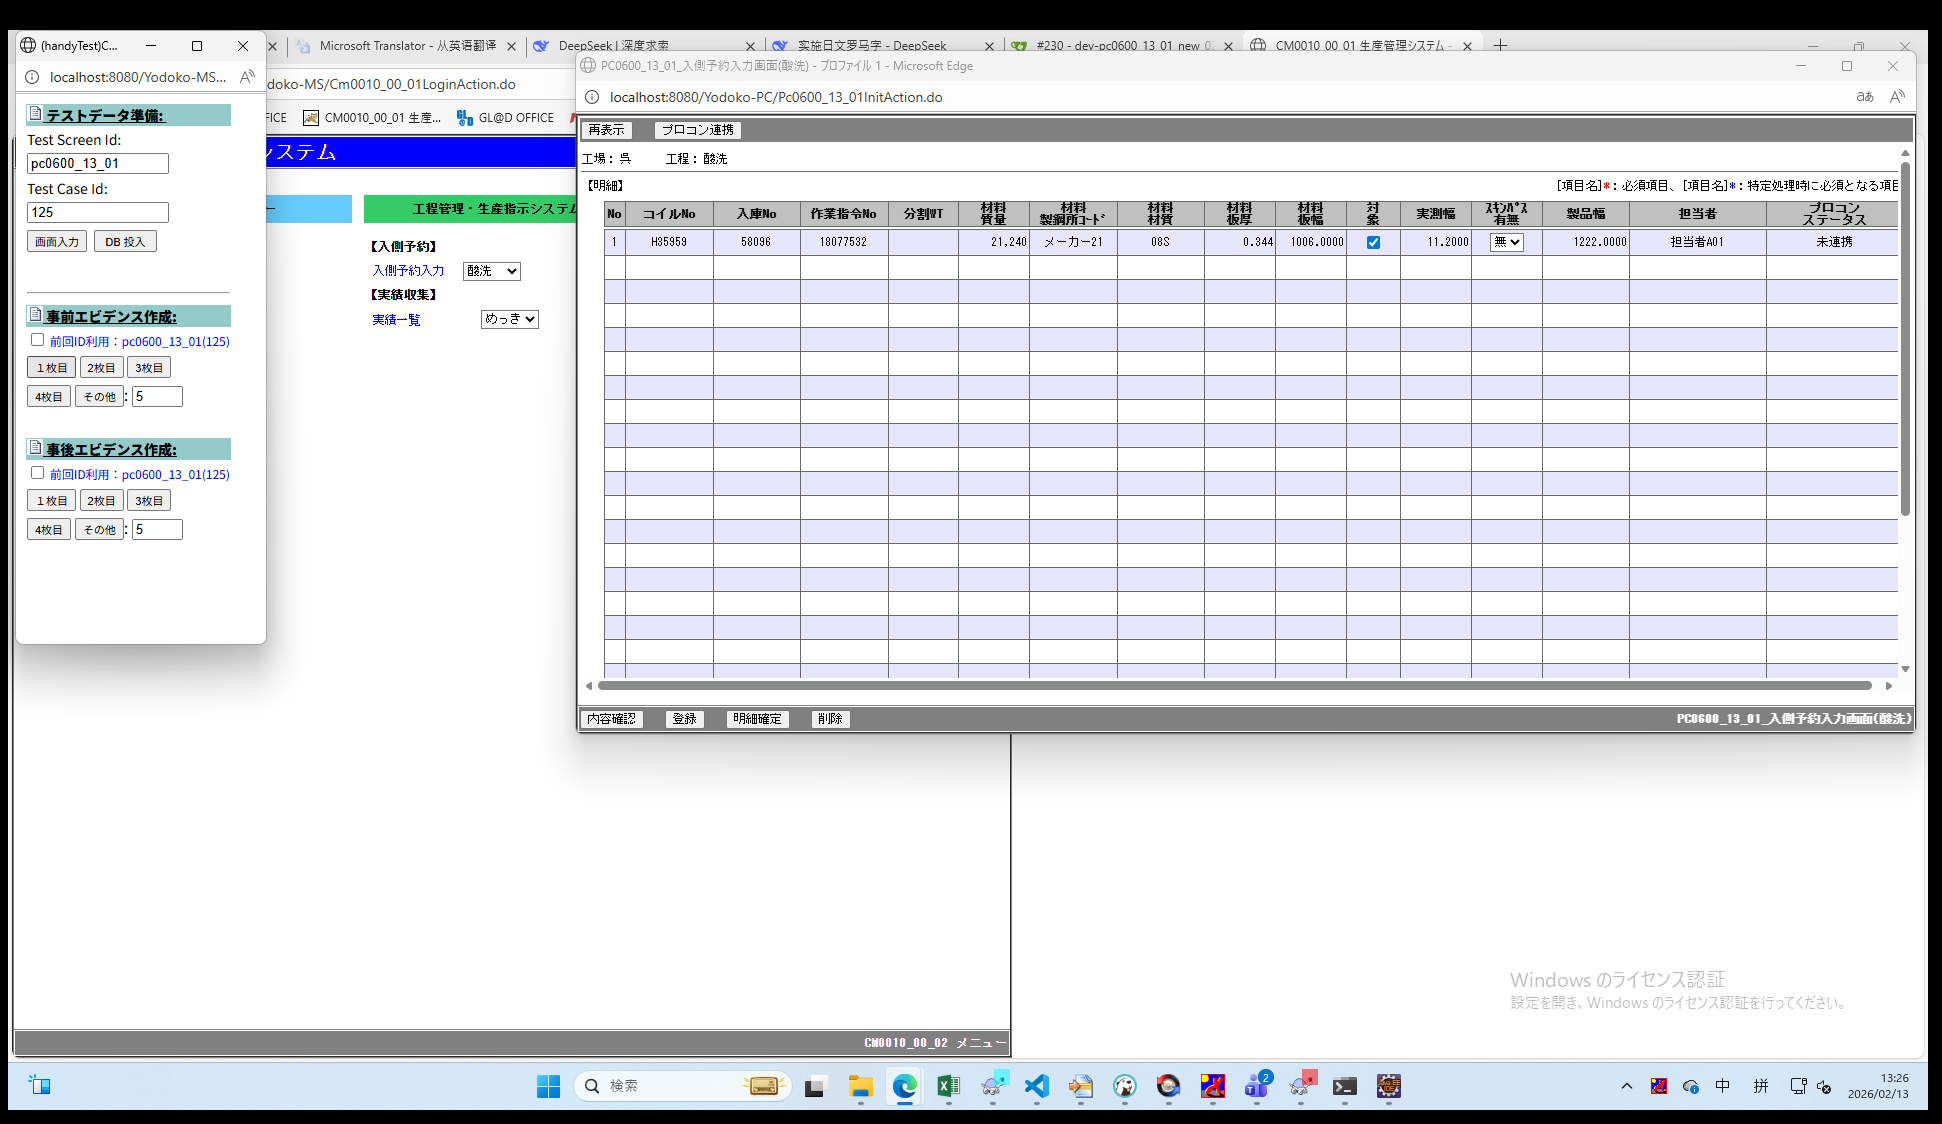 (handyTest)C...
localhost:8080/Yodoko-MS...
テストデータ準備:
Test Screen Id:
pc0600_13_01
Test Case Id:
125
画面入力 DB 投入
事前エビデンス作成:
前回ID利用：pc0600_13_01(125)
1枚目 2枚目 3枚目
4枚目 その他 : 5
事後エビデンス作成:
前回ID利用：pc0600_13_01(125)
1枚目 2枚目 3枚目
4枚目 その他 : 5
Microsoft Translator - 从英语翻译
DeepSeek | 深度求索
实施日文罗马字 - DeepSeek
#230 - dev-pc0600_13_01_new_0
CM0010_00_01 生産管理システム -
doko-MS/Cm0010_00_01LoginAction.do
FICE CM0010_00_01 生産... GL@D OFFICE
システム
ー
工程管理・生産指示システム
【入側予約】
入側予約入力 酸洗
【実績収集】
実績一覧 めっき
CM0010_00_02 メニュー
PC0600_13_01_入側予約入力画面(酸洗) - プロファイル 1 - Microsoft Edge
localhost:8080/Yodoko-PC/Pc0600_13_01InitAction.do
再表示 プロコン連携
工場：呉 工程：酸洗
【明細】
[項目名]*：必須項目、[項目名]*：特定処理時に必須となる項目
No コイルNo 入庫No 作業指令No 分割WT 材料質量 材料製鋼所コード 材料材質 材料板厚 材料板幅 対象 実測幅 ｽｷﾝﾊﾟｽ有無 製品幅 担当者 プロコンステータス
1 H35959 58096 18077532 21,240 メーカー21 08S 0.344 1006.0000 11.2000 無 1222.0000 担当者A01 未連携
内容確認 登録 明細確定 削除
PC0600_13_01_入側予約入力画面(酸洗)
Windows のライセンス認証
設定を開き、Windows のライセンス認証を行ってください。
検索
2
中
拼
13:26
2026/02/13